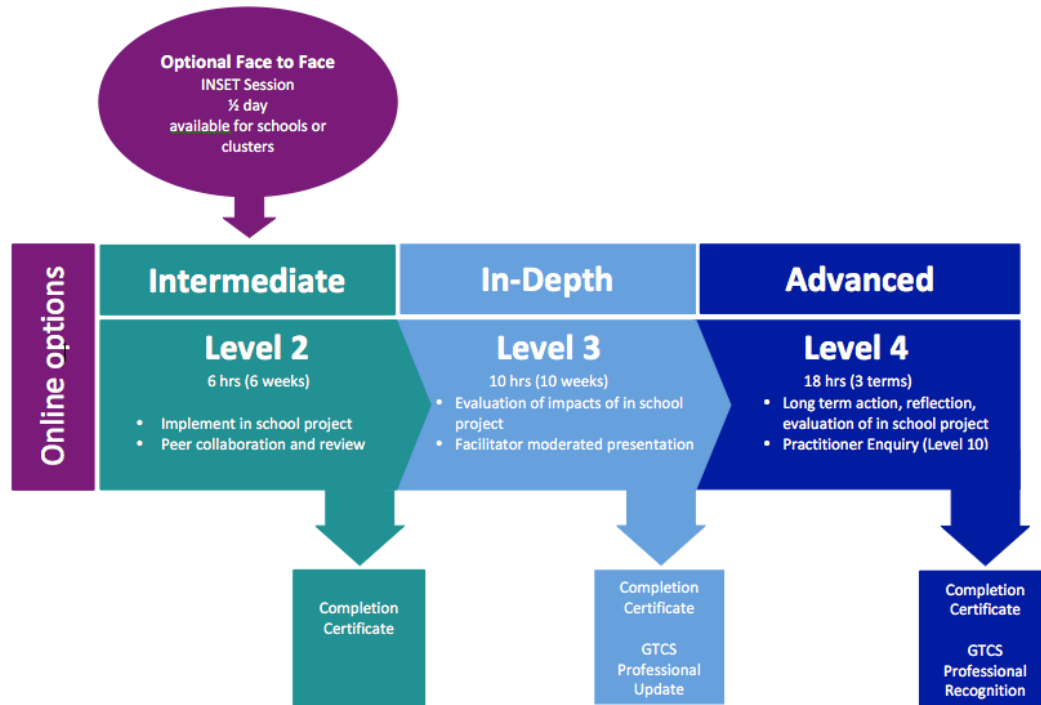 Optional Face to Face
INSET Session
½ day
available for schools or
clusters
Online options
Intermediate
In-Depth
Advanced
Level 2
6 hrs (6 weeks)
• Implement in school project
• Peer collaboration and review
Level 3
10 hrs (10 weeks)
• Evaluation of impacts of in school
project
• Facilitator moderated presentation
Level 4
18 hrs (3 terms)
• Long term action, reflection,
evaluation of in school project
• Practitioner Enquiry (Level 10)
Completion
Certificate
Completion
Certificate
GTCS
Professional
Update
Completion
Certificate
GTCS
Professional
Recognition